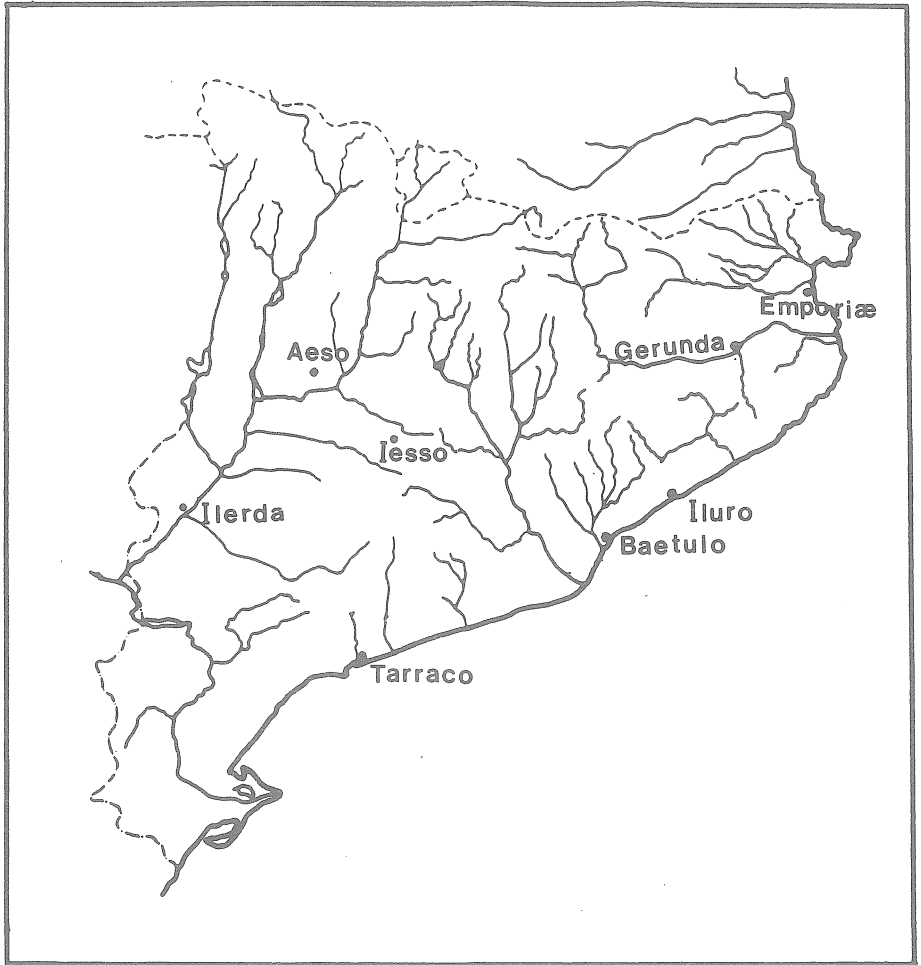 Emporiæ
Gerunda
Aeso
Iesso
Ilerda
Iluro
Baetulo
Tarraco